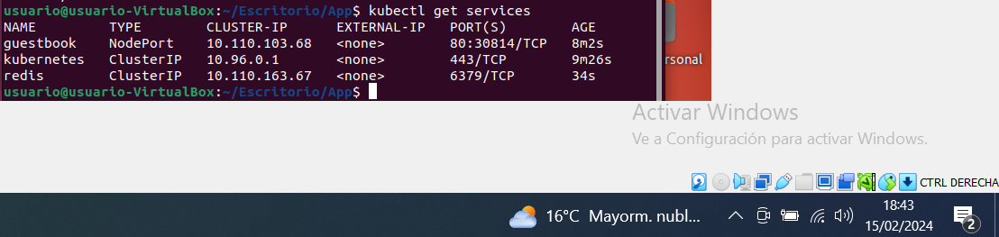 usuario@usuario-VirtualBox:~/Escritorio/App$ kubectl get services
NAME TYPE CLUSTER-IP EXTERNAL-IP PORT(S) AGE
guestbook NodePort 10.110.103.68 <none> 80:30814/TCP 8m2s
kubernetes ClusterIP 10.96.0.1 <none> 443/TCP 9m26s
redis ClusterIP 10.110.163.67 <none> 6379/TCP 34s
usuario@usuario-VirtualBox:~/Escritorio/App$
rsonal
Activar Windows
Ve a Configuración para activar Windows.
CTRL DERECHA
16°C Mayorm. nubl...
18:43
15/02/2024
2